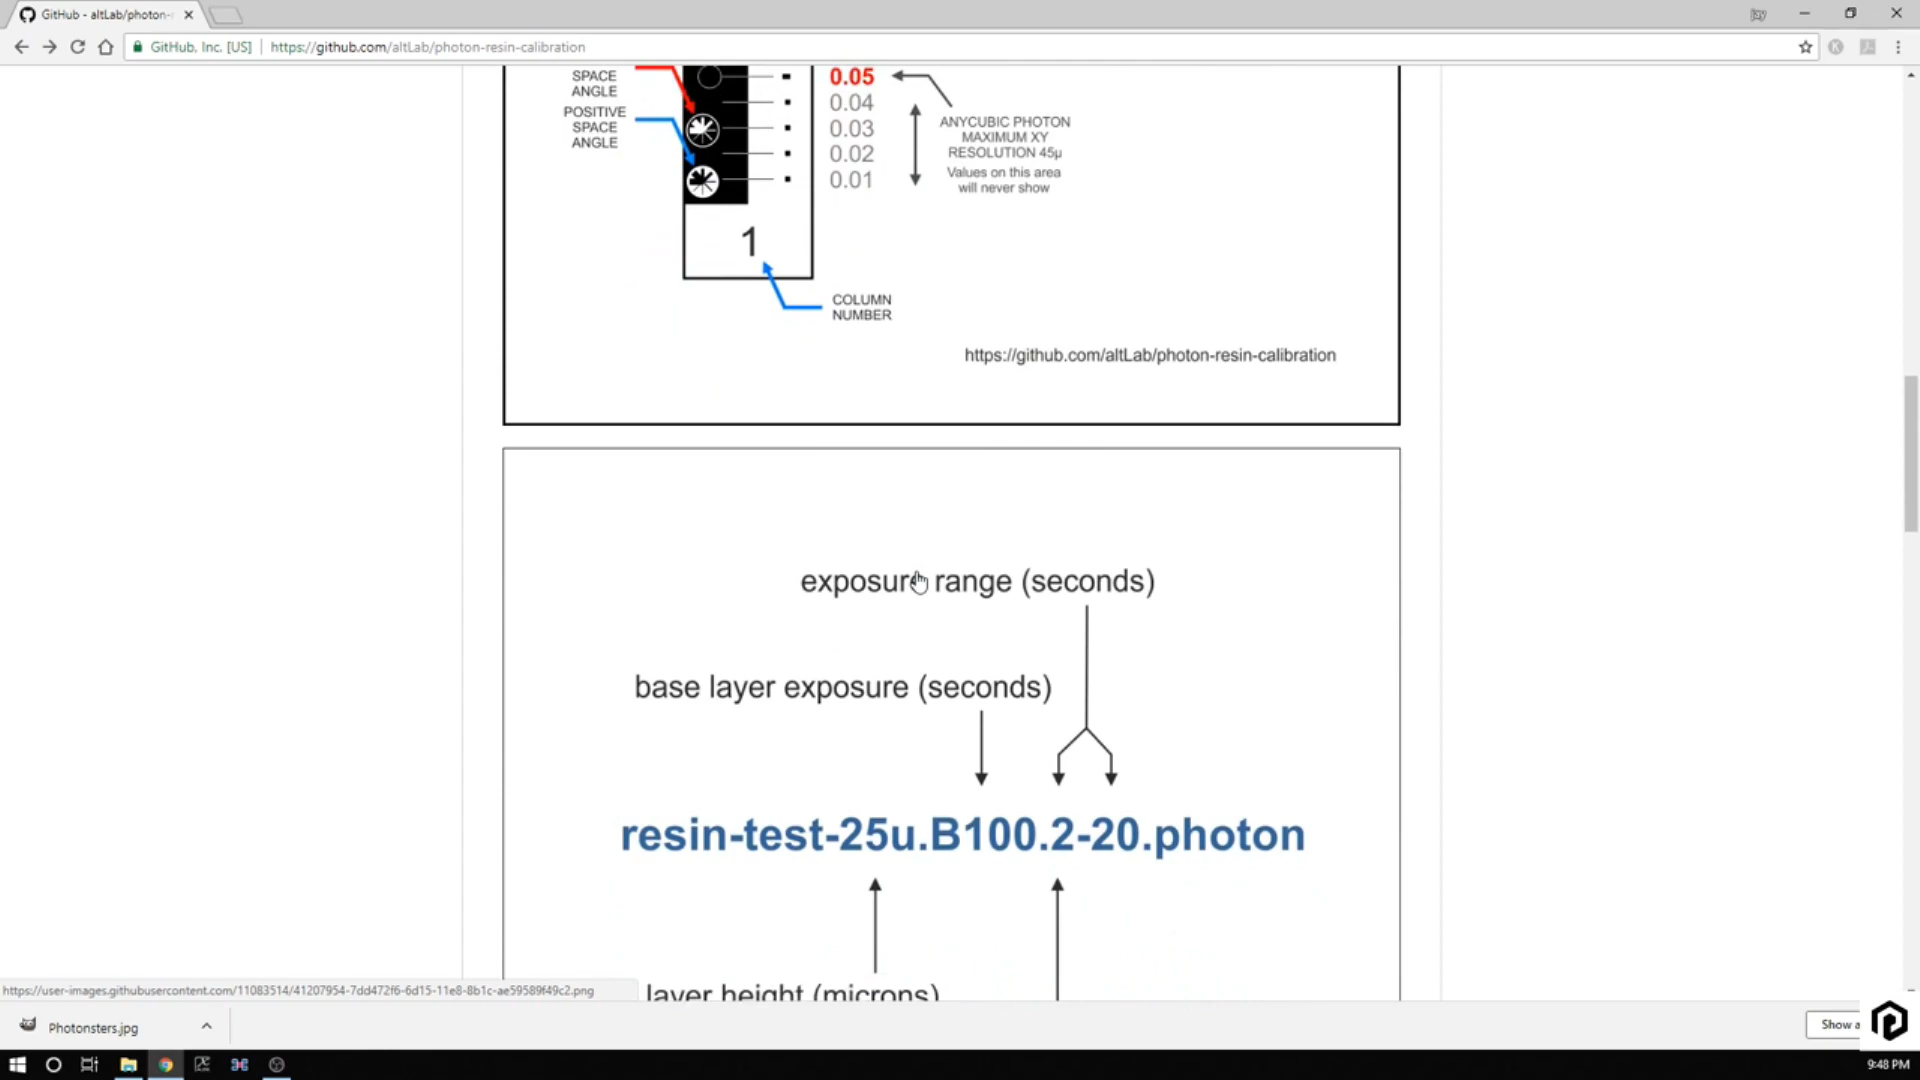 GitHub - altLab/photon-
GitHub, Inc. [US] | https://github.com/altLab/photon-resin-calibration
SPACE
ANGLE
POSITIVE
SPACE
ANGLE
0.05
0.04
0.03
0.02
0.01
ANYCUBIC PHOTON
MAXIMUM XY
RESOLUTION 45µ
Values on this area
will never show
1
COLUMN
NUMBER
https://github.com/altLab/photon-resin-calibration
exposure range (seconds)
base layer exposure (seconds)
resin-test-25u.B100.2-20.photon
layer height (microns)
https://user-images.githubusercontent.com/11083514/41207954-7dd472f6-6d15-11e8-8b1c-ae59589f49c2.png
Photonsters.jpg
Show a
9:48 PM